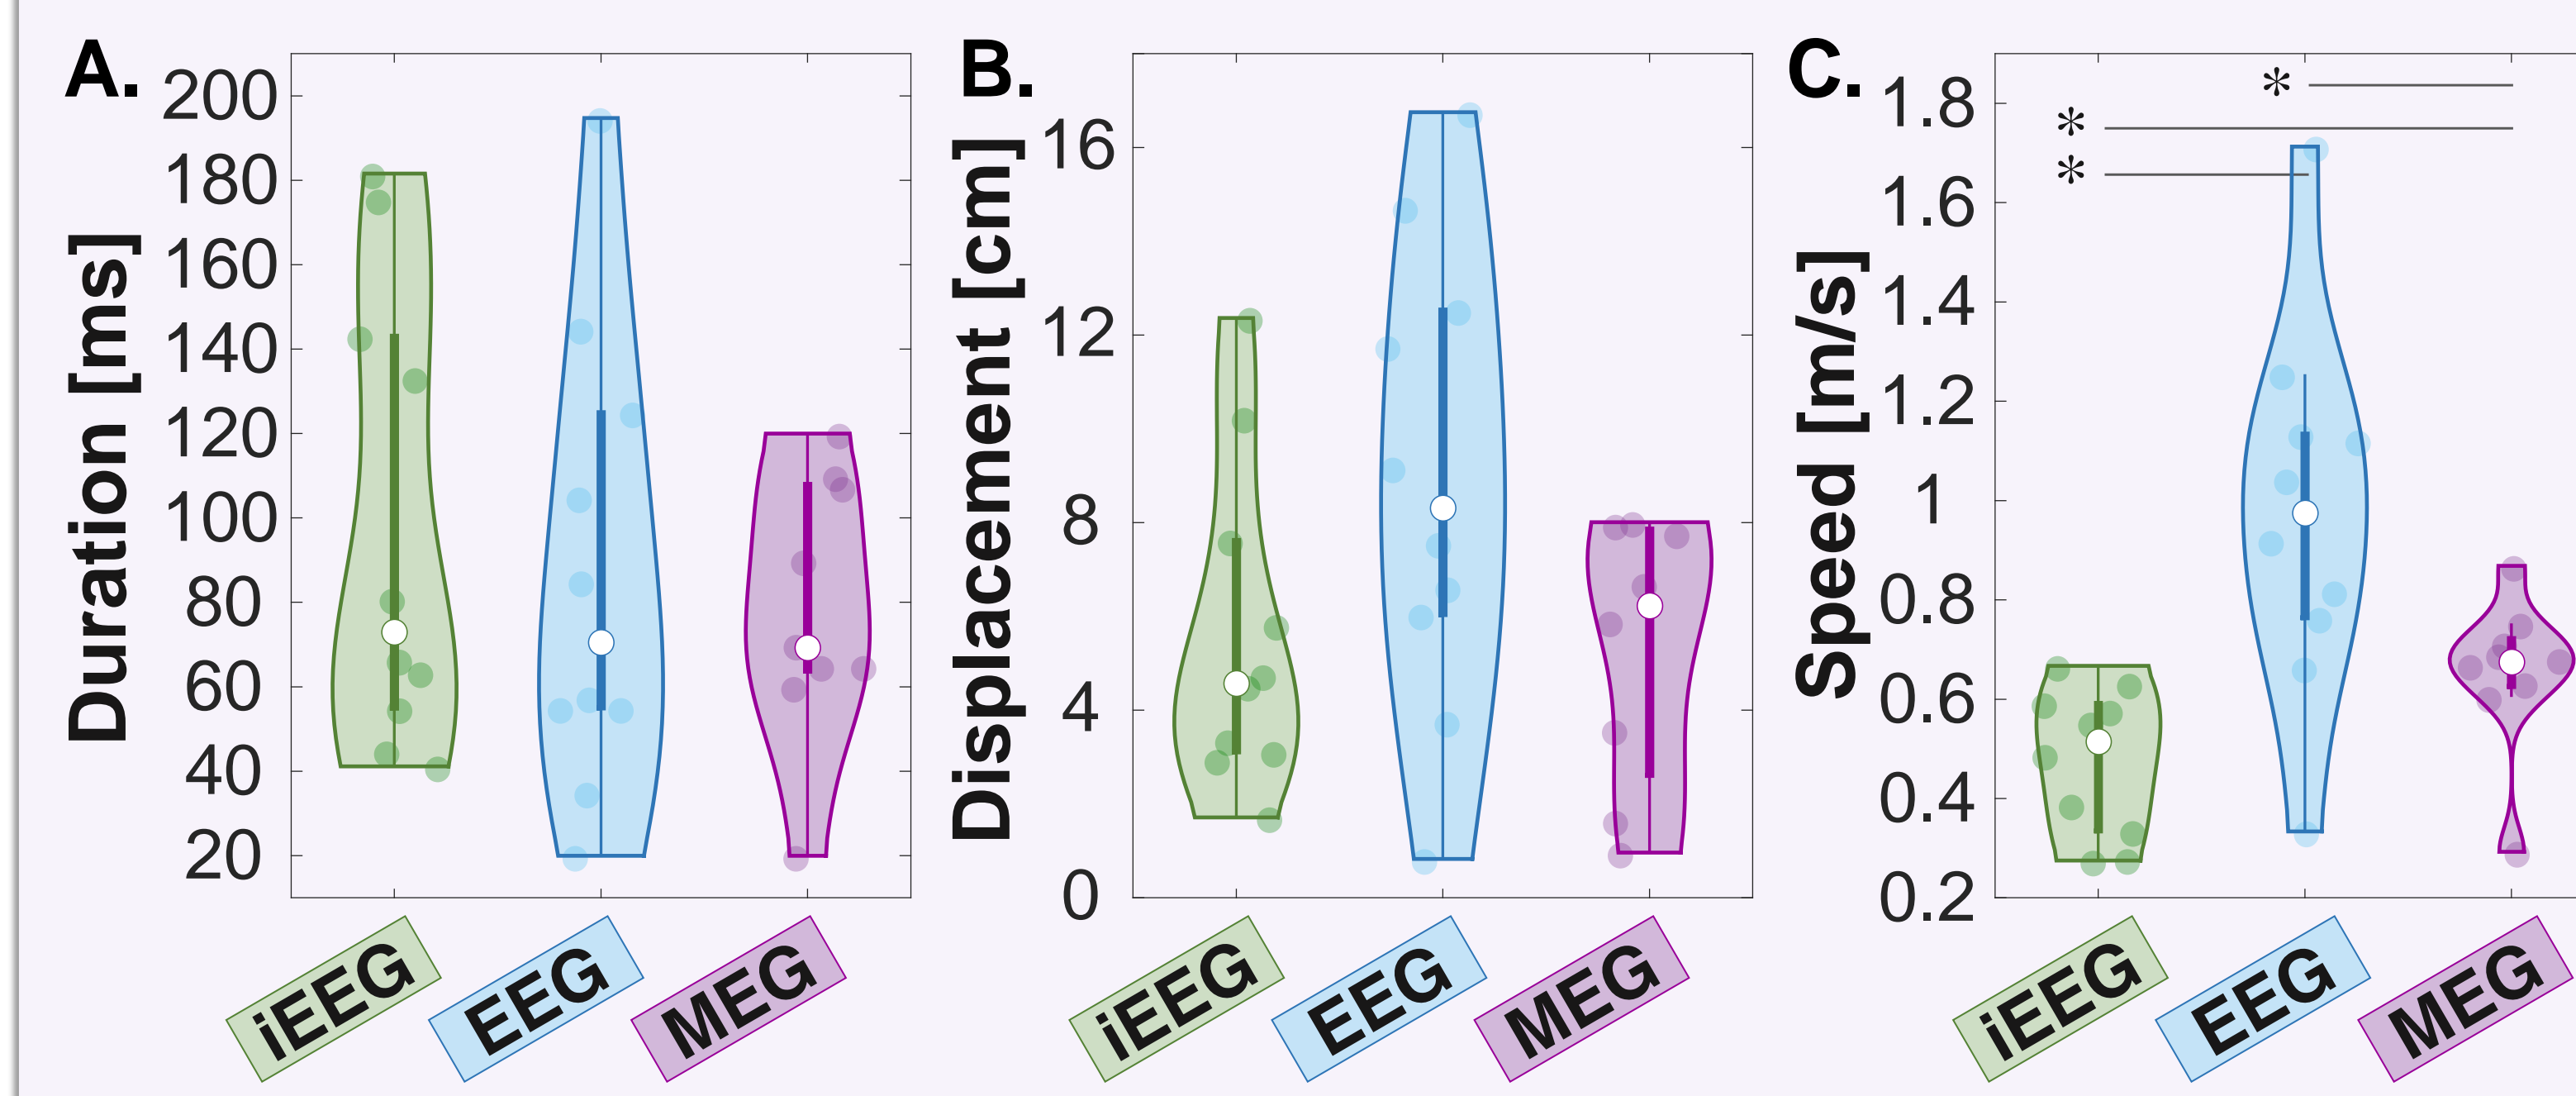 A.
Duration [ms]
200
180
160
140
120
100
80
60
40
20
iEEG
EEG
MEG
B.
Displacement [cm]
16
12
8
4
0
iEEG
EEG
MEG
C.
Speed [m/s]
1.8
1.6
1.4
1.2
1
0.8
0.6
0.4
0.2
*
*
*
iEEG
EEG
MEG